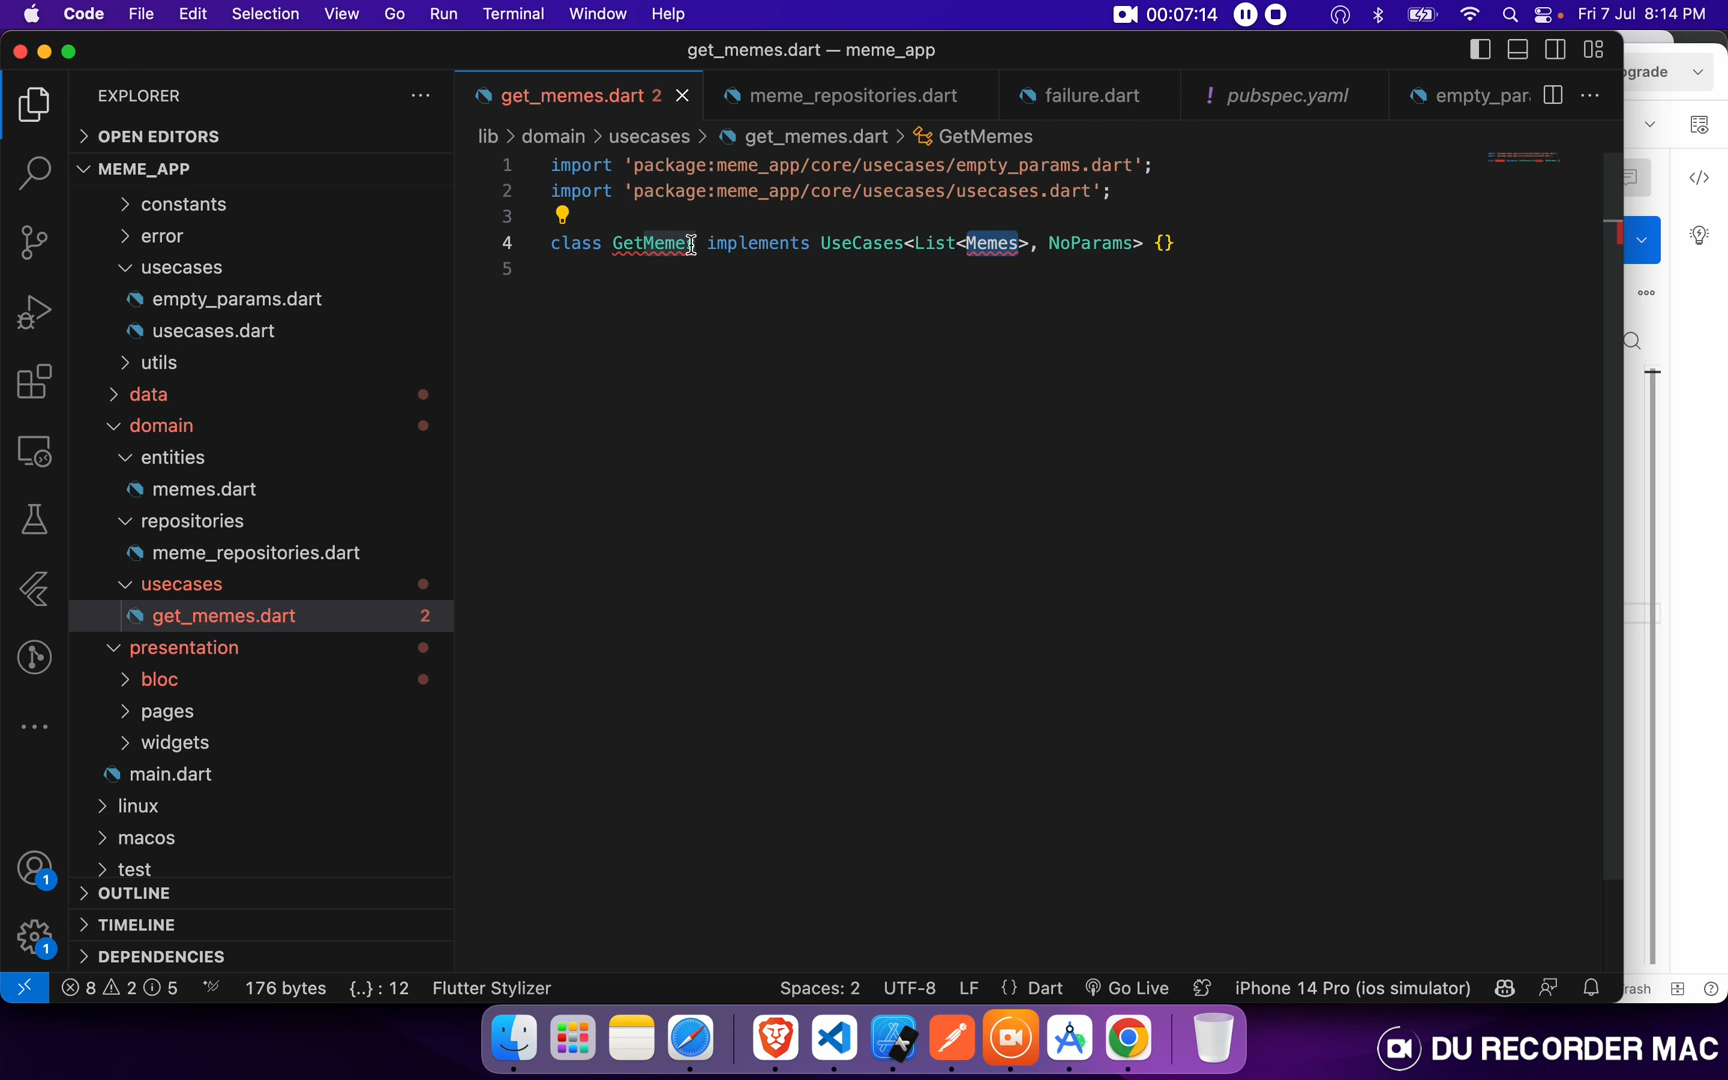 Code File Edit Selection View Go Run Terminal Window Help 00:07:14 Fri 7 Jul 8:14 PM
get_memes.dart — meme_app
EXPLORER
get_memes.dart 2
meme_repositories.dart
failure.dart
! pubspec.yaml
OPEN EDITORS
lib > domain > usecases > get_memes.dart > GetMemes
MEME_APP
constants
error
usecases
empty_params.dart
usecases.dart
utils
data
domain
entities
memes.dart
repositories
meme_repositories.dart
usecases
get_memes.dart 2
presentation
bloc
pages
widgets
main.dart
linux
macos
test
OUTLINE
TIMELINE
DEPENDENCIES
1 import 'package:meme_app/core/usecases/empty_params.dart';
2 import 'package:meme_app/core/usecases/usecases.dart';
3
4 class GetMemes implements UseCases<List<Memes>, NoParams> {}
5
1
1
8 2 5 176 bytes {..} : 12 Flutter Stylizer Spaces: 2 UTF-8 LF {} Dart Go Live iPhone 14 Pro (ios simulator)
DU RECORDER MAC